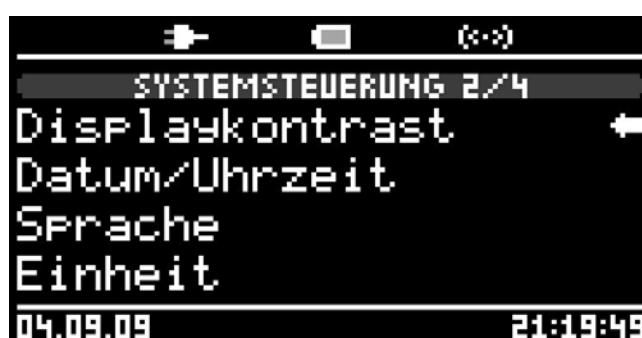 SYSTEMSTEUERUNG 2/4
Displaykontrast
Datum/Uhrzeit
Sprache
Einheit
04.09.09 21:19:49